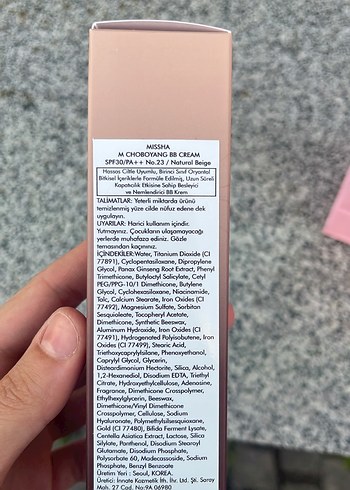 MISSHA
M CHOBOYANG BB CREAM
SPF30/PA++ No.23 / Natural Beige
Hassas Ciltle Uyumlu, Birinci Sınıf Oryantal
Bitkisel İçeriklerle Formüle Edilmiş, Uzun Süreli
Kapatıcılık Etkisine Sahip Besleyici
ve Nemlendirici BB Krem
TALİMATLAR: Yeterli miktarda ürünü
temizlenmiş yüze cilde nüfuz edene dek
uygulayın.
UYARILAR: Harici kullanım içindir.
Yutmayınız. Çocukların ulaşamayacağı
yerlerde muhafaza ediniz. Gözle
temasından kaçınınız.
İÇİNDEKİLER:Water, Titanium Dioxide (CI
77891), Cyclopentasiloxane, Dipropylene
Glycol, Panax Ginseng Root Extract, Phenyl
Trimethicone, Butyloctyl Salicylate, Cetyl
PEG/PPG-10/1 Dimethicone, Butylene
Glycol, Cyclohexasiloxane, Niacinamide,
Talc, Calcium Stearate, Iron Oxides (CI
77492), Magnesium Sulfate, Sorbitan
Sesquioleate, Tocopheryl Acetate,
Dimethicone, Synthetic Beeswax,
Aluminum Hydroxide, Iron Oxides (CI
77491), Hydrogenated Polyisobutene, Iron
Oxides (CI 77499), Stearic Acid,
Triethoxycaprylylsilane, Phenoxyethanol,
Caprylyl Glycol, Glycerin,
Disteardimonium Hectorite, Silica, Alcohol,
1,2-Hexanediol, Disodium EDTA, Triethyl
Citrate, Hydroxyethylcellulose, Adenosine,
Fragrance, Dimethicone Crosspolymer,
Ethylhexylglycerin, Beeswax,
Dimethicone/Vinyl Dimethicone
Crosspolymer, Cellulose, Sodium
Hyaluronate, Polymethylsilsesquioxane,
Gold (CI 77480), Bifida Ferment Lysate,
Centella Asiatica Extract, Lactose, Silica
Silylate, Panthenol, Disodium Stearoyl
Glutamate, Disodium Phosphate,
Polysorbate 60, Madecassoside, Sodium
Phosphate, Benzyl Benzoate
Üretim Yeri : Seoul, KOREA.
Üretici: İnnate Kozmetik İth. İhr. Ltd. Şti. Saray
Mah. 27 Cad. No:9A 06980